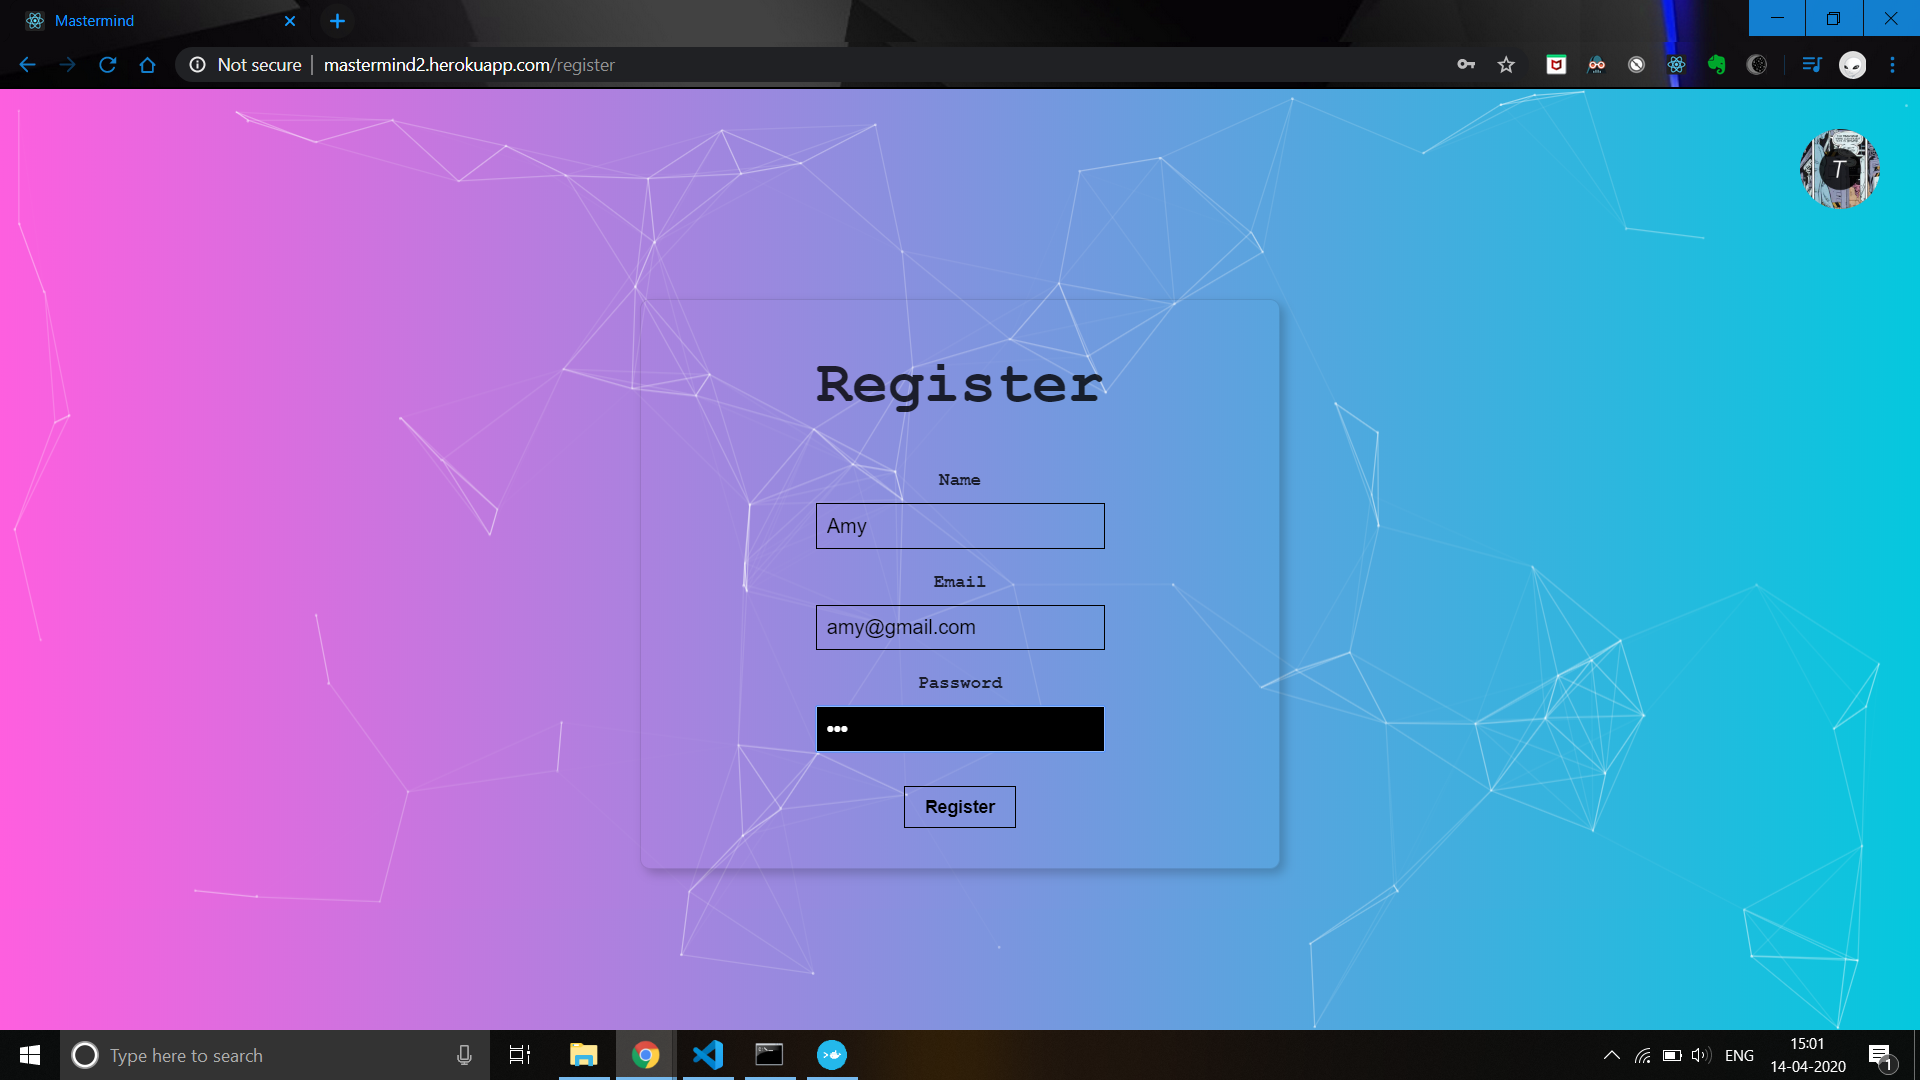 Mastermind
Not secure | mastermind2.herokuapp.com/register
T
Register
Name
Amy
Email
amy@gmail.com
Password
•••
Register
Type here to search
ENG
15:01
14-04-2020
1